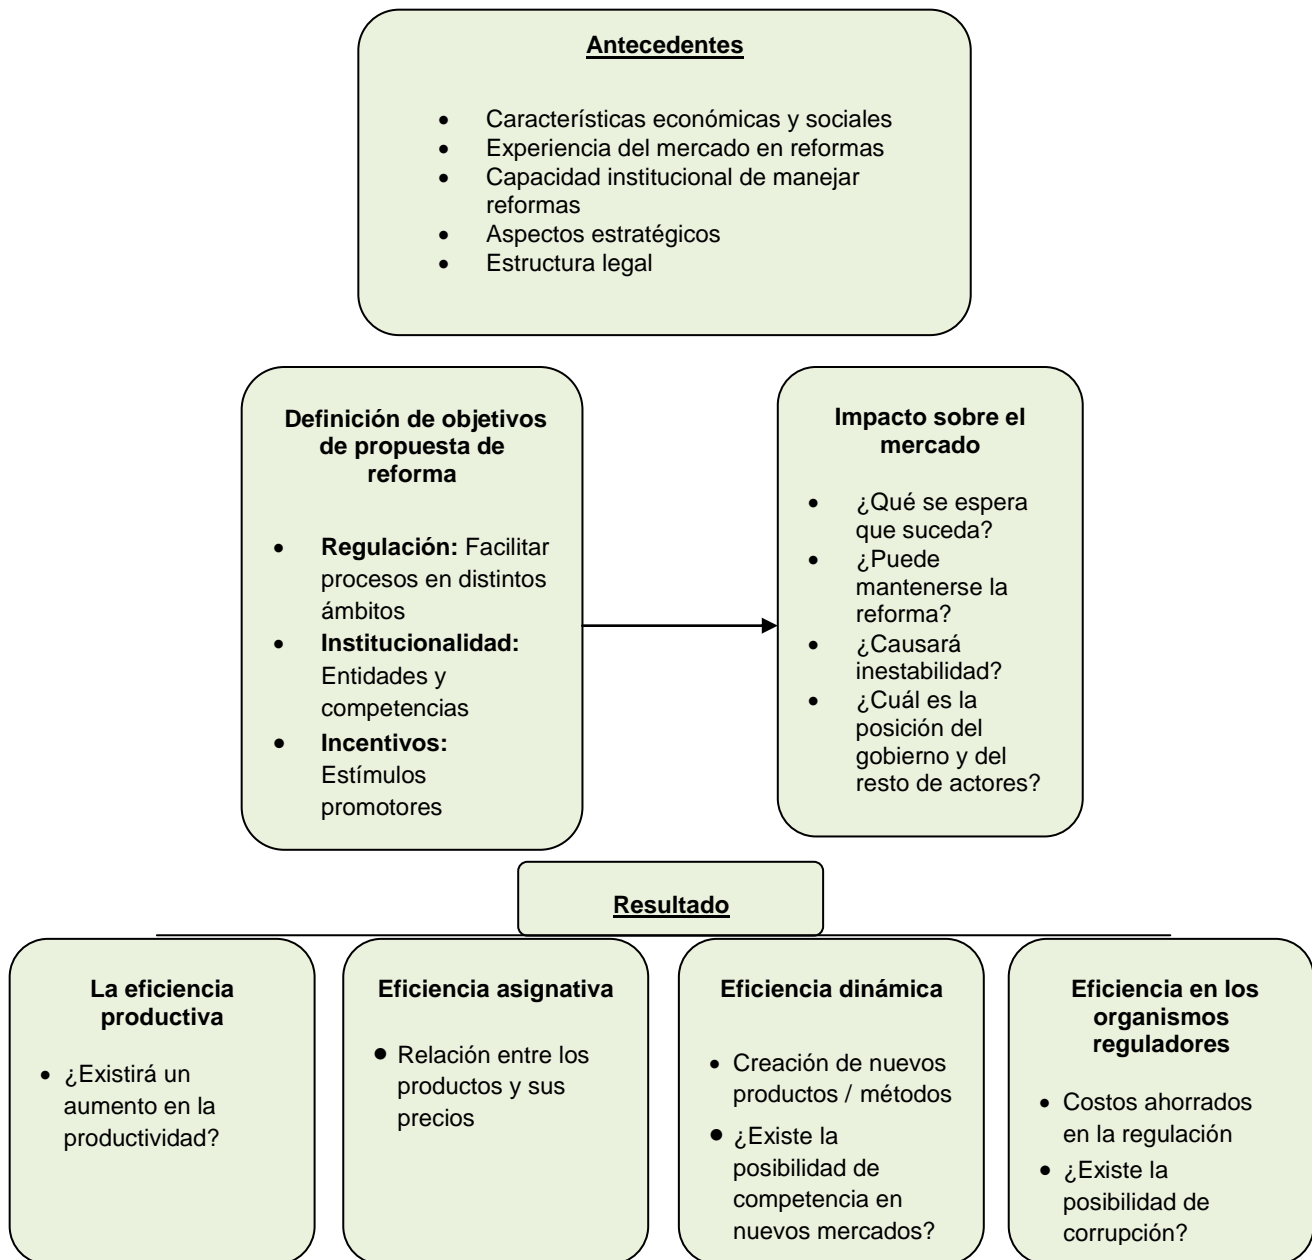 Antecedentes
• Características económicas y sociales
• Experiencia del mercado en reformas
• Capacidad institucional de manejar
reformas
• Aspectos estratégicos
• Estructura legal
Definición de objetivos
de propuesta de
reforma
• Regulación: Facilitar
procesos en distintos
ámbitos
• Institucionalidad:
Entidades y
competencias
• Incentivos:
Estímulos
promotores
Impacto sobre el
mercado
• ¿Qué se espera
que suceda?
• ¿Puede
mantenerse la
reforma?
• ¿Causará
inestabilidad?
• ¿Cuál es la
posición del
gobierno y del
resto de actores?
Resultado
La eficiencia
productiva
• ¿Existirá un
aumento en la
productividad?
Eficiencia asignativa
• Relación entre los
productos y sus
precios
Eficiencia dinámica
• Creación de nuevos
productos / métodos
• ¿Existe la
posibilidad de
competencia en
nuevos mercados?
Eficiencia en los
organismos
reguladores
• Costos ahorrados
en la regulación
• ¿Existe la
posibilidad de
corrupción?